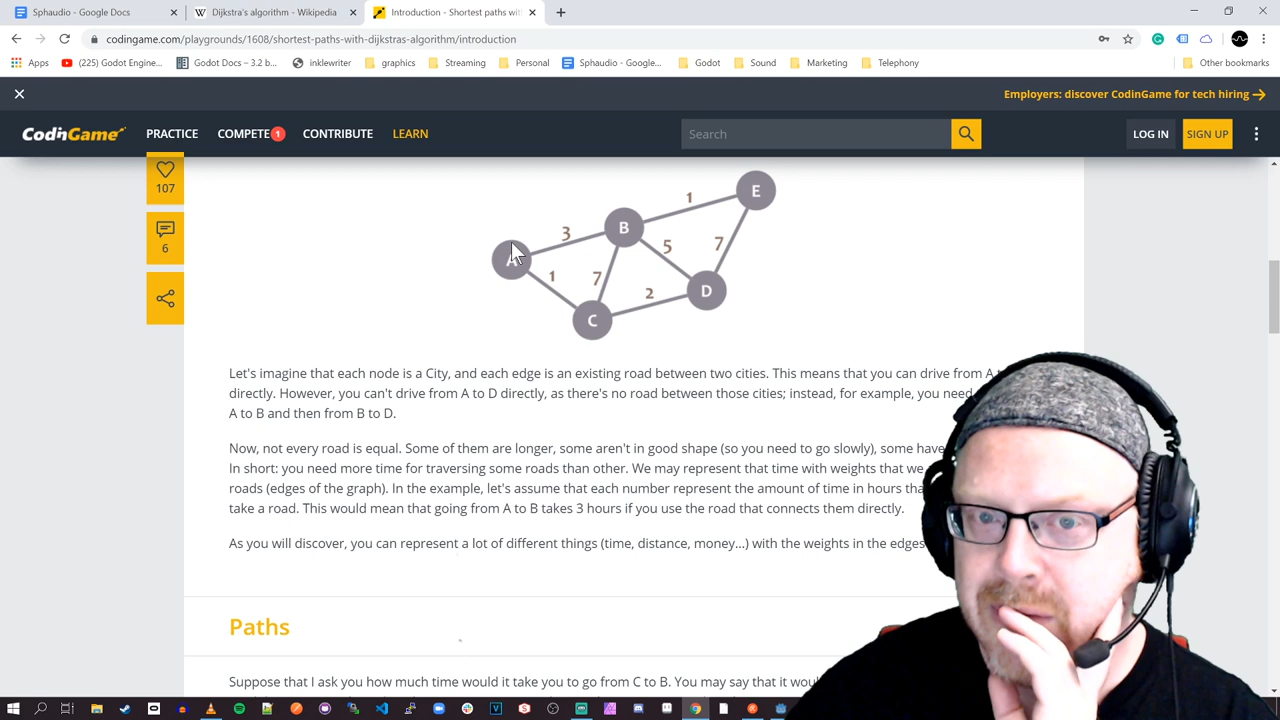 Sphaudio - Google Docs
Dijkstra's algorithm - Wikipedia
Introduction - Shortest paths wit
codingame.com/playgrounds/1608/shortest-paths-with-dijkstras-algorithm/introduction
Apps (225) Godot Engine... Godot Docs – 3.2 b... inklewriter graphics Streaming Personal Sphaudio - Google... Godot Sound Marketing Telephony Other bookmarks
Employers: discover CodinGame for tech hiring
CodinGame PRACTICE COMPETE 1 CONTRIBUTE LEARN Search LOG IN SIGN UP
107
6
1 E
3 B 5 7
A 1 7 2 D
C
Let's imagine that each node is a City, and each edge is an existing road between two cities. This means that you can drive from A
directly. However, you can't drive from A to D directly, as there's no road between those cities; instead, for example, you need
A to B and then from B to D.
Now, not every road is equal. Some of them are longer, some aren't in good shape (so you need to go slowly), some have
In short: you need more time for traversing some roads than other. We may represent that time with weights that we
roads (edges of the graph). In the example, let's assume that each number represent the amount of time in hours
take a road. This would mean that going from A to B takes 3 hours if you use the road that connects them directly.
As you will discover, you can represent a lot of different things (time, distance, money...) with the weights in the edges
Paths
Suppose that I ask you how much time would it take you to go from C to B. You may say that it